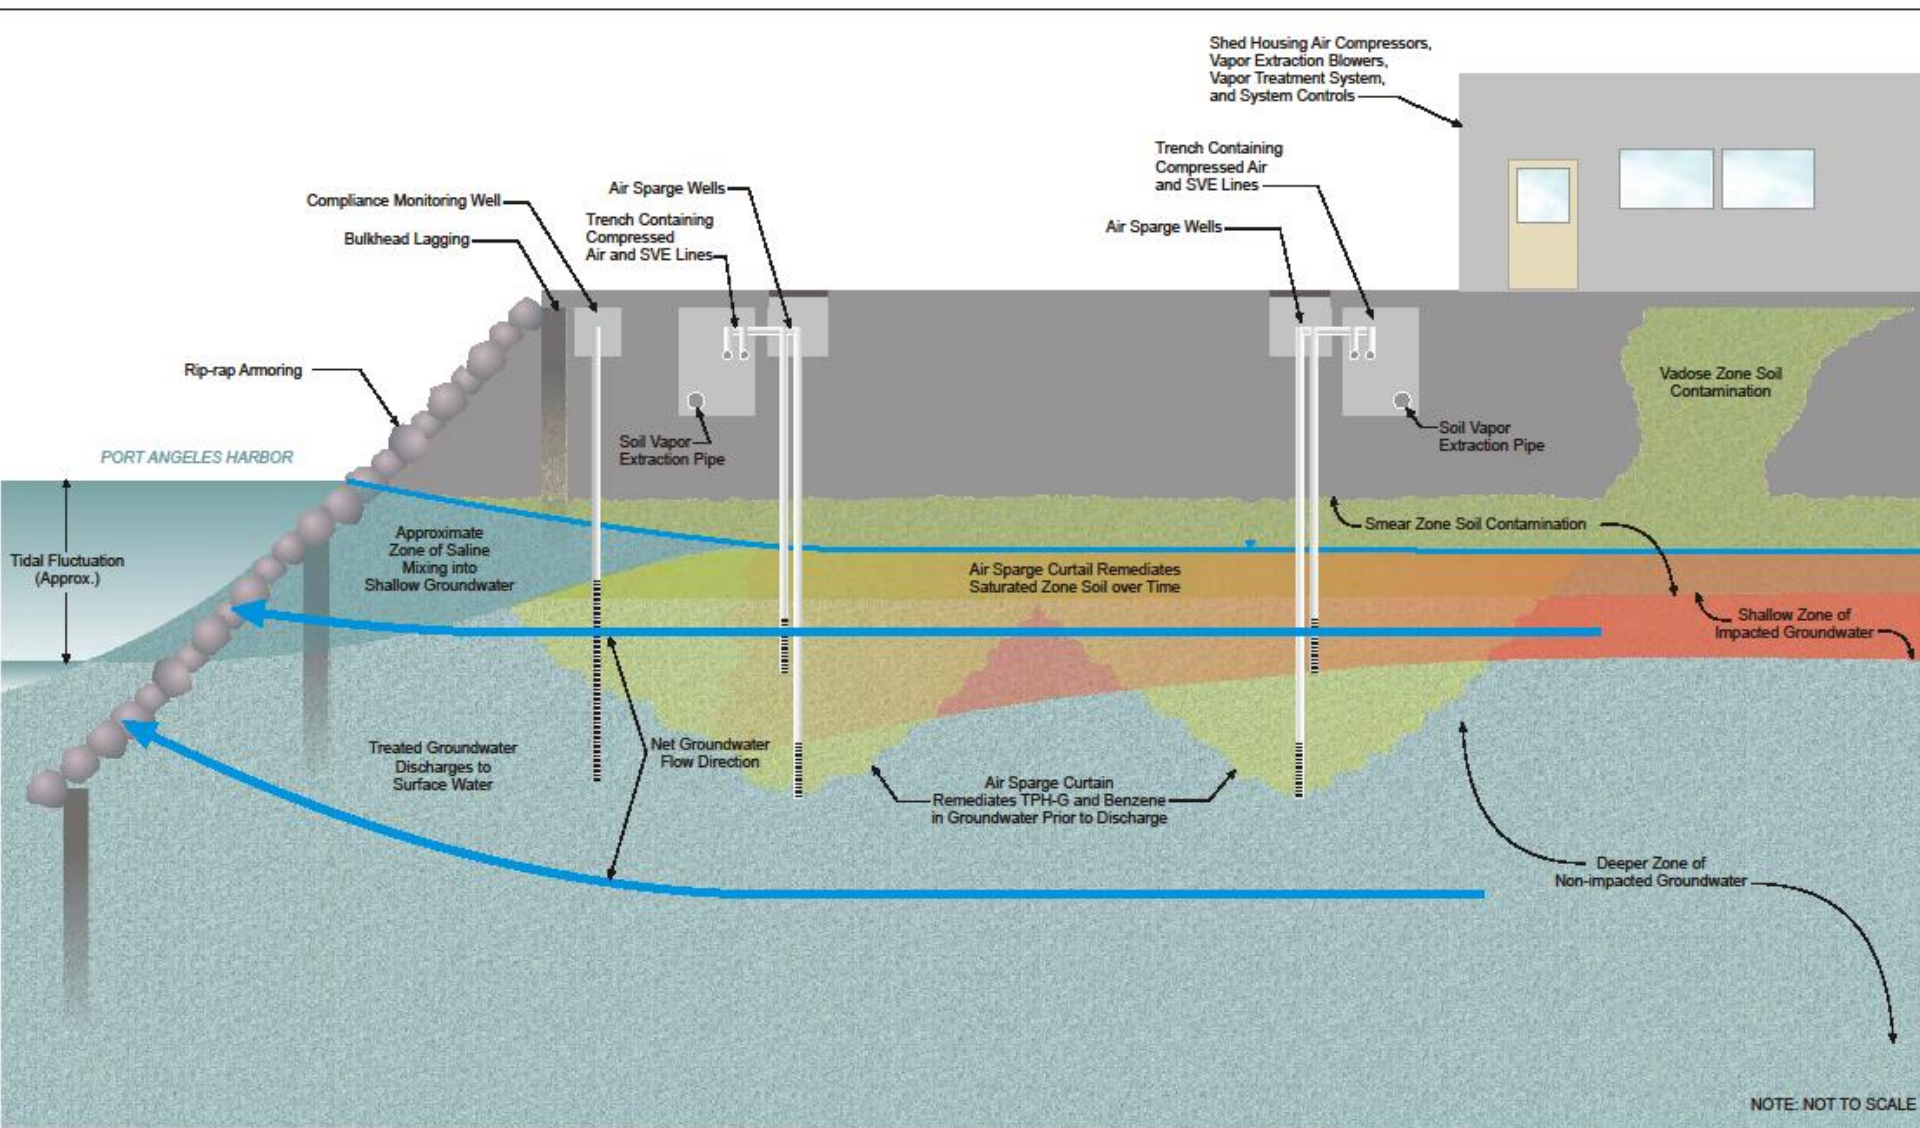 Shed Housing Air Compressors,
Vapor Extraction Blowers,
Vapor Treatment System,
and System Controls
Trench Containing
Compressed Air
and SVE Lines
Air Sparge Wells
Air Sparge Wells
Compliance Monitoring Well
Trench Containing
Compressed
Air and SVE Lines
Bulkhead Lagging
Rip-rap Armoring
Vadose Zone Soil
Contamination
Soil Vapor
Extraction Pipe
Soil Vapor
Extraction Pipe
PORT ANGELES HARBOR
Smear Zone Soil Contamination
Approximate
Zone of Saline
Mixing into
Shallow Groundwater
Tidal Fluctuation
(Approx.)
Air Sparge Curtail Remediates
Saturated Zone Soil over Time
Shallow Zone of
Impacted Groundwater
Treated Groundwater
Discharges to
Surface Water
Net Groundwater
Flow Direction
Air Sparge Curtain
Remediates TPH-G and Benzene
in Groundwater Prior to Discharge
Deeper Zone of
Non-impacted Groundwater
NOTE: NOT TO SCALE